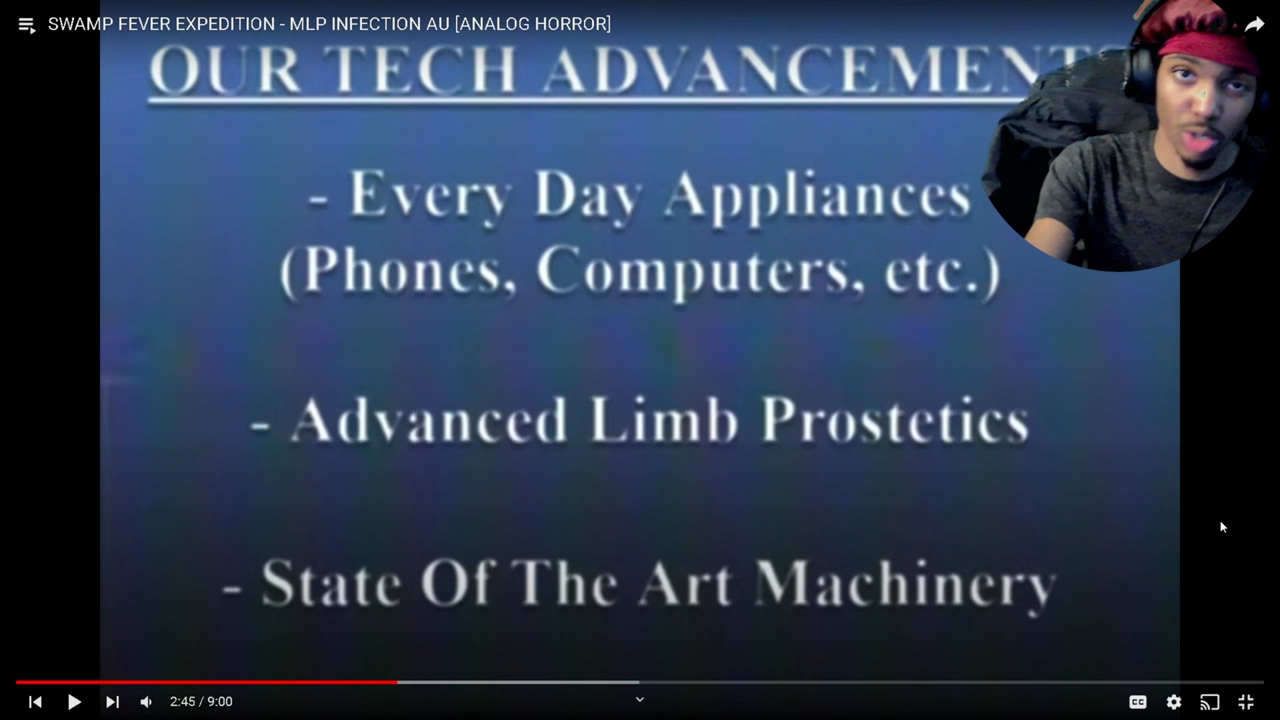 SWAMP FEVER EXPEDITION - MLP INFECTION AU [ANALOG HORROR]
OUR TECH ADVANCEMENT
- Every Day Appliances
(Phones, Computers, etc.)
- Advanced Limb Prostetics
- State Of The Art Machinery
2:45 / 9:00
CC